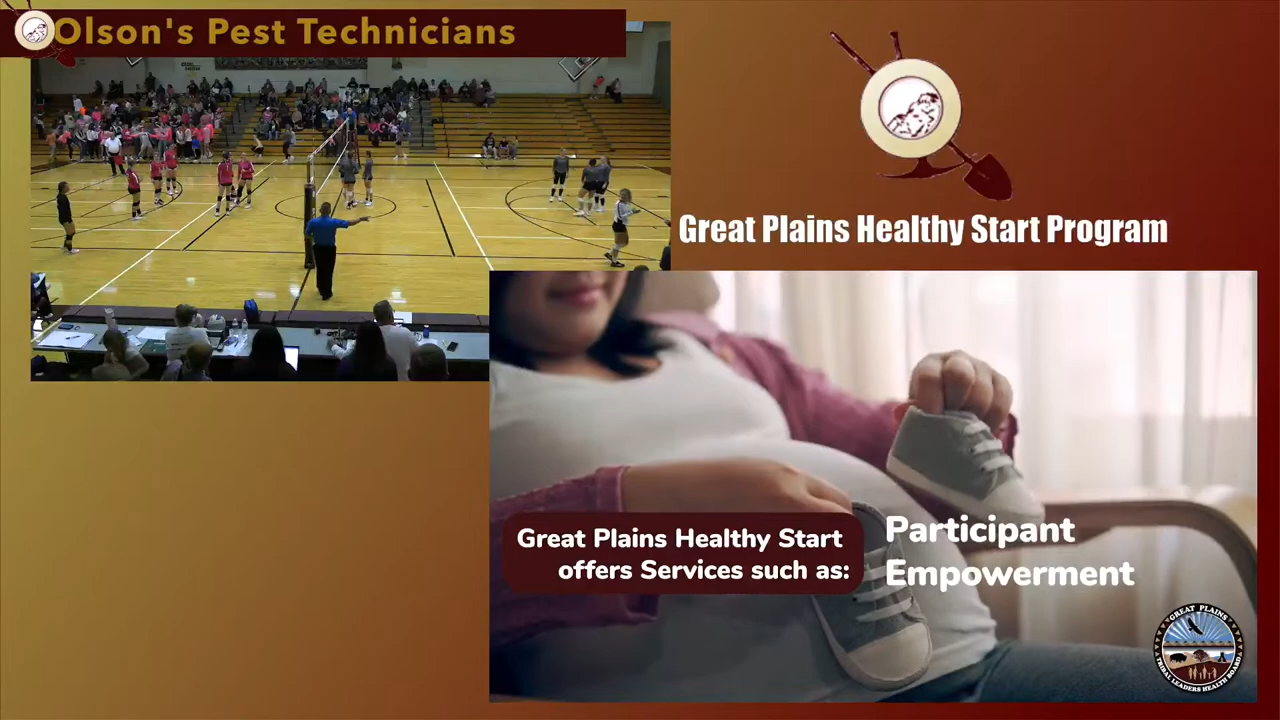 Olson's Pest Technicians
Great Plains Healthy Start Program
Great Plains Healthy Start
offers Services such as:
Participant
Empowerment
GREAT PLAINS
TRIBAL LEADERS HEALTH BOARD